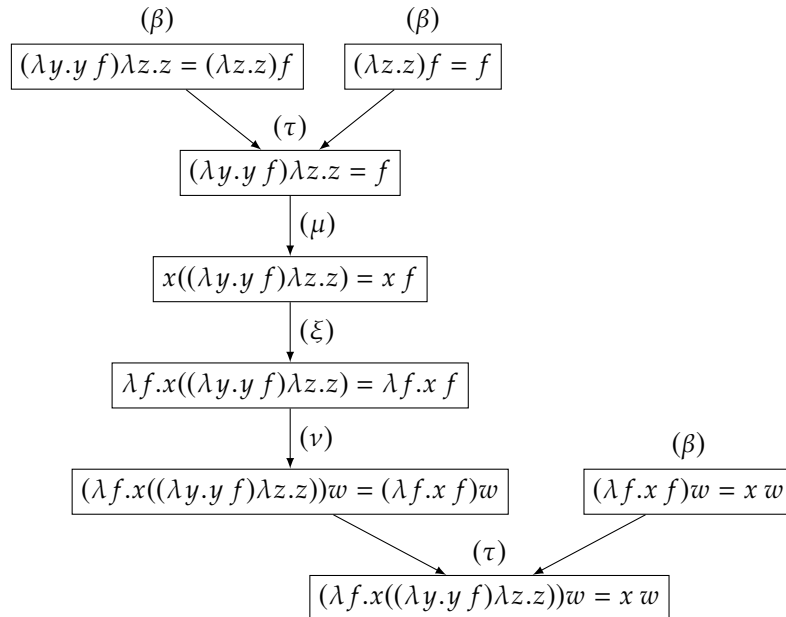 (β) (β)
(λy.y f)λz.z = (λz.z)f (λz.z)f = f
(τ)
(λy.y f)λz.z = f
(μ)
x((λy.y f)λz.z) = x f
(ξ)
λf.x((λy.y f)λz.z) = λf.x f
(ν)
(β)
(λf.x((λy.y f)λz.z))w = (λf.x f)w (λf.x f)w = x w
(τ)
(λf.x((λy.y f)λz.z))w = x w